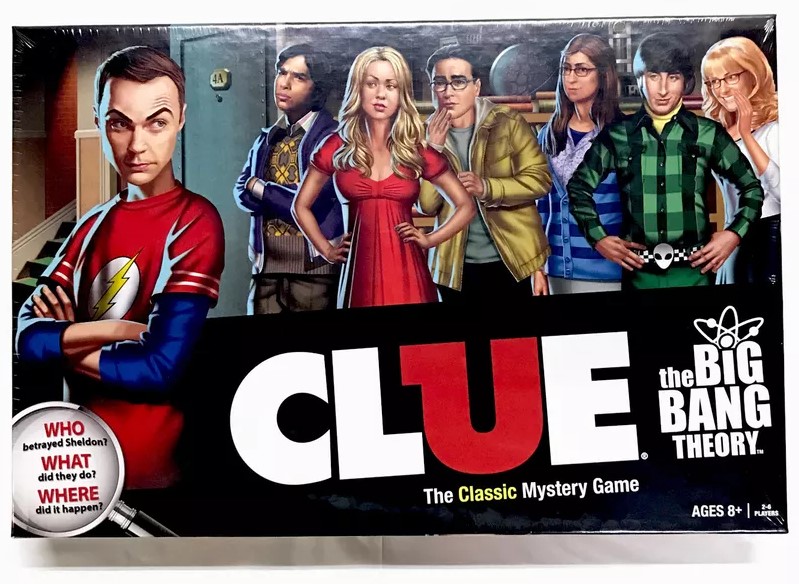 4A
CLUE®
the BiG
BANG
THEORY™
The Classic Mystery Game
WHO
betrayed Sheldon?
WHAT
did they do?
WHERE
did it happen?
AGES 8+
2-6
PLAYERS